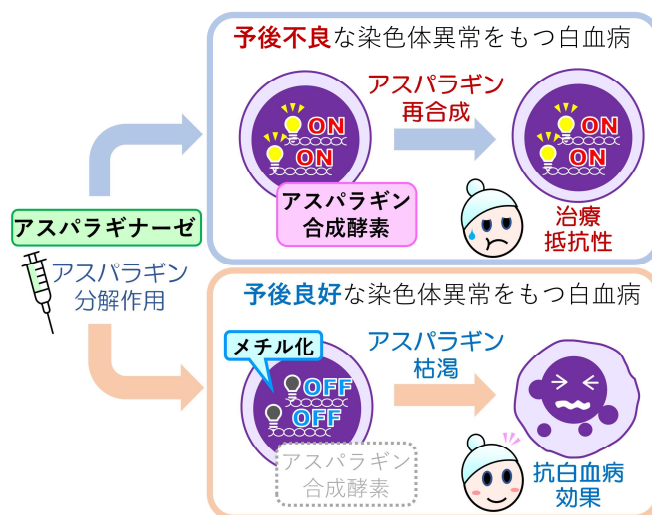 予後不良な染色体異常をもつ白血病
ON
ON
アスパラギン
合成酵素
アスパラギン
再合成
ON
ON
治療
抵抗性
アスパラギナーゼ
アスパラギン
分解作用
予後良好な染色体異常をもつ白血病
メチル化
OFF
OFF
アスパラギン
合成酵素
アスパラギン
枯渇
抗白血病
効果